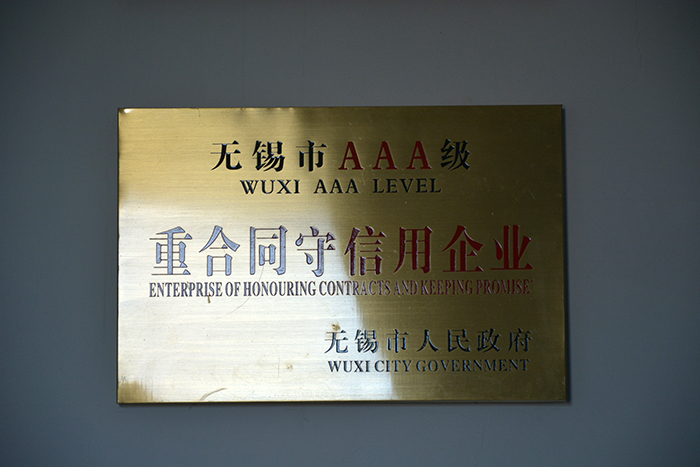 无锡市AAA级
WUXI AAA LEVEL
重合同守信用企业
ENTERPRISE OF HONOURING CONTRACTS AND KEEPING PROMISE
无锡市人民政府
WUXI CITY GOVERNMENT